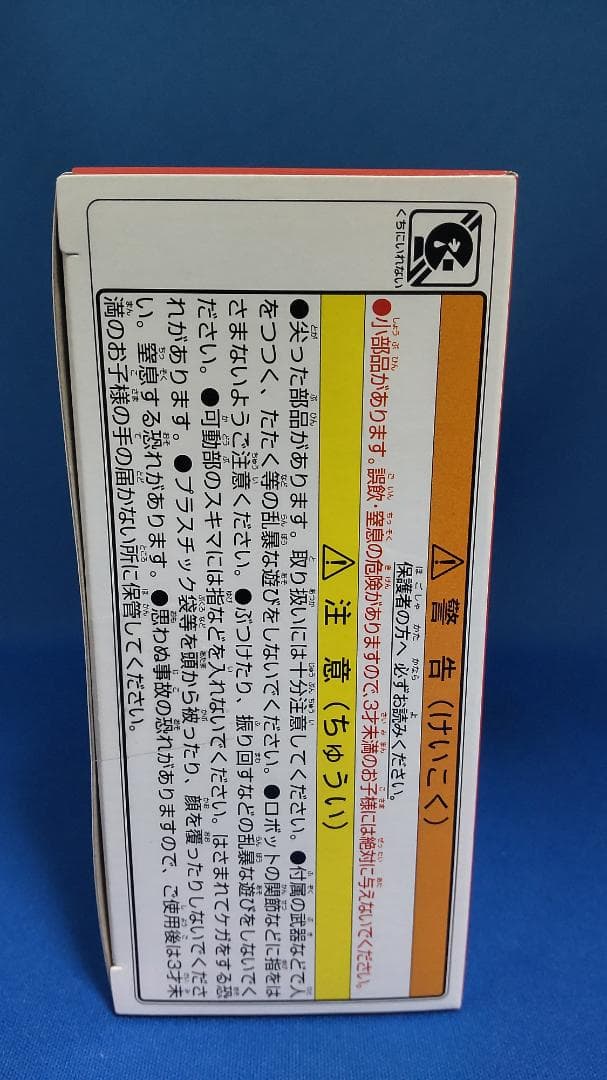 くちにいれない
⚠ 警告(けいこく)
保護者の方へ 必ずお読みください。
●小部品があります。誤飲・窒息の危険がありますので、3才未満のお子様には絶対に与えないでください。
⚠ 注意(ちゅうい)
●尖った部品があります。取り扱いには十分注意してください。●付属の武器などで人
をつつく、たたく等の乱暴な遊びをしないでください。●ロボットの関節などに指をは
さまないようご注意ください。●ぶつけたり、振り回すなどの乱暴な遊びをしないでく
ださい。●可動部のスキマには指などを入れないでください。はさまれてケガをする恐
れがあります。●プラスチック袋等を頭から被ったり、顔を覆ったりしないでくださ
い。窒息する恐れがあります。●思わぬ事故の恐れがありますので、ご使用後は3才未
満のお子様の手の届かない所に保管してください。